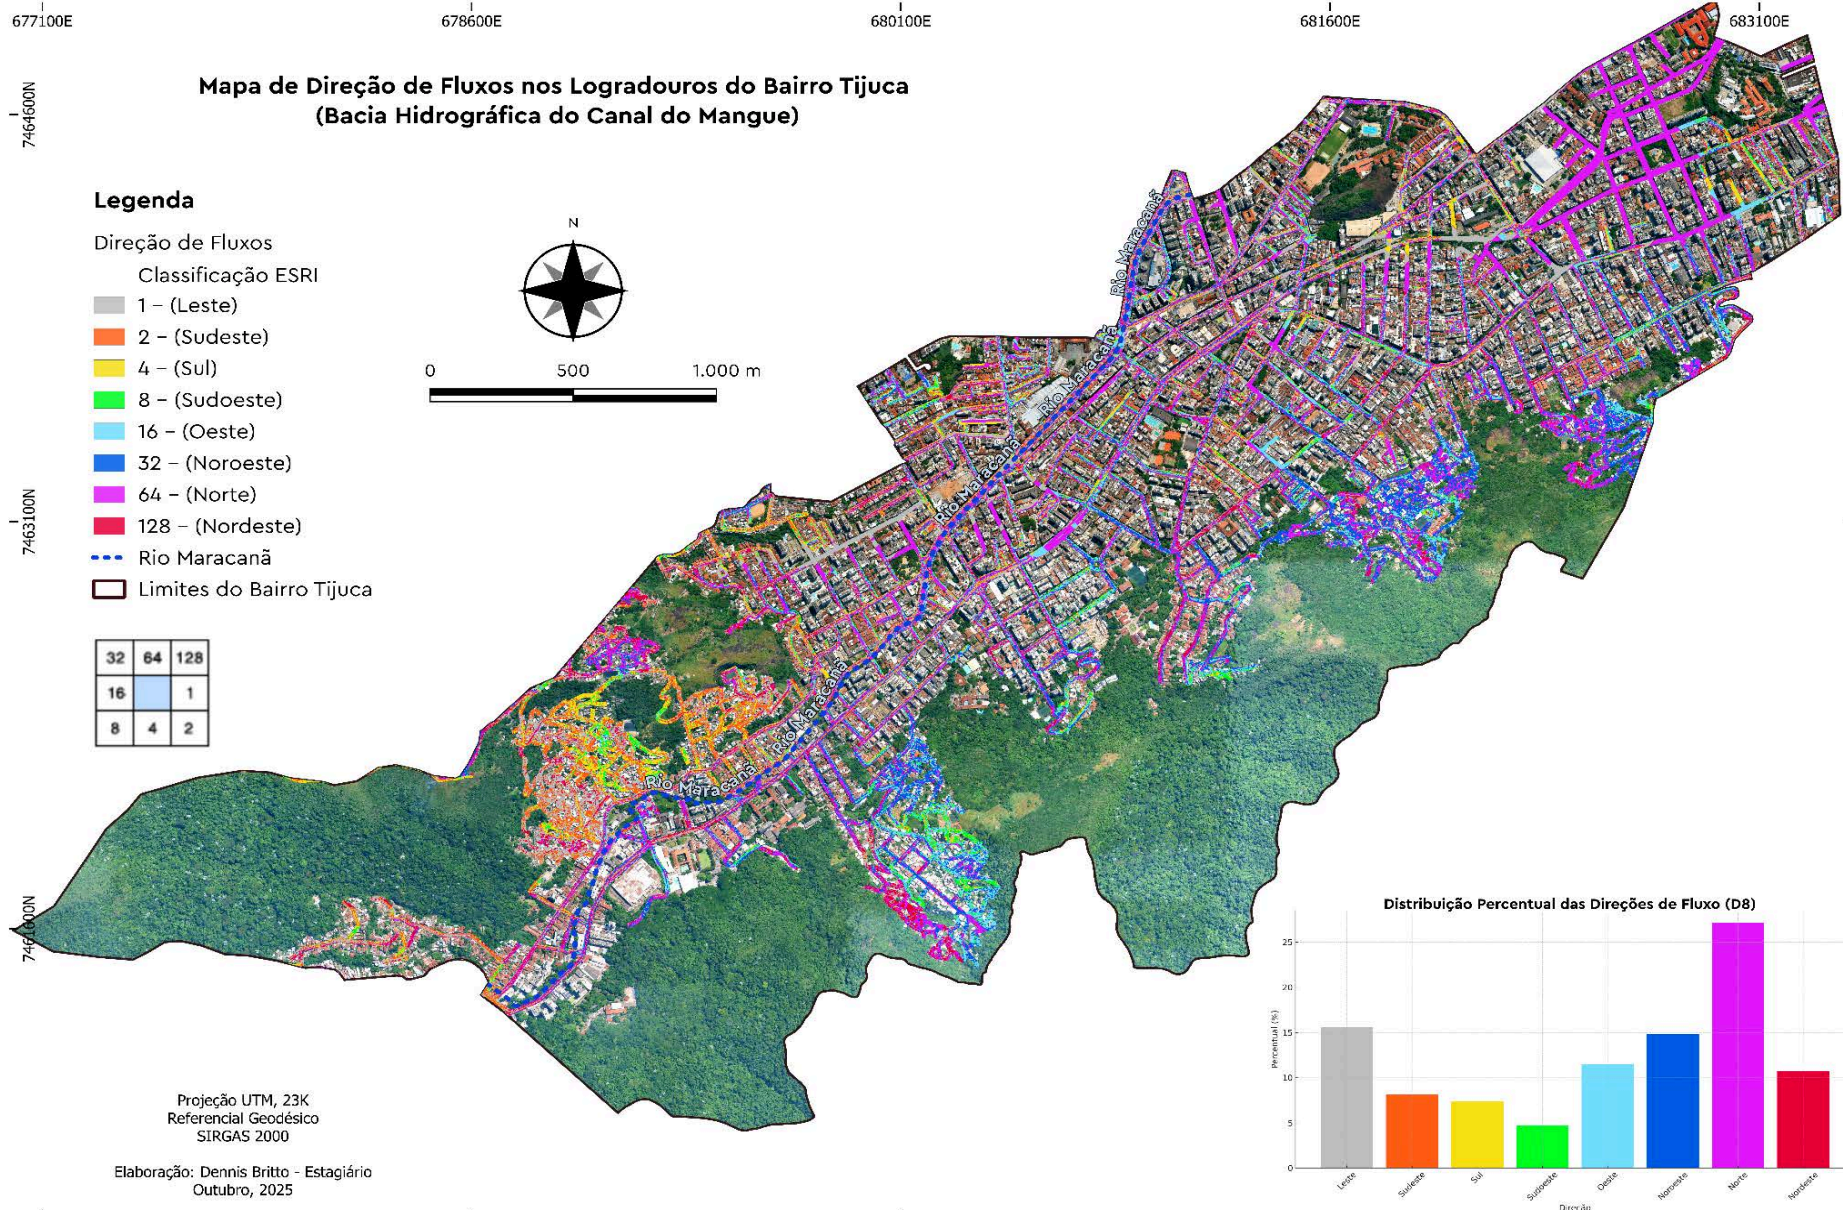 677100E
678600E
680100E
681600E
683100E
7464600N
7463100N
7461600N
Mapa de Direção de Fluxos nos Logradouros do Bairro Tijuca
(Bacia Hidrográfica do Canal do Mangue)
Legenda
Direção de Fluxos
Classificação ESRI
1 – (Leste)
2 – (Sudeste)
4 – (Sul)
8 – (Sudoeste)
16 – (Oeste)
32 – (Noroeste)
64 – (Norte)
128 – (Nordeste)
Rio Maracanã
Limites do Bairro Tijuca
N
0 500 1.000 m
32 64 128
16 1
8 4 2
Rio Maracanã
Rio Maracanã
Rio Maracanã
Rio Maracanã
Rio Maracanã
Rio Maracanã
Projeção UTM, 23K
Referencial Geodésico
SIRGAS 2000
Elaboração: Dennis Britto - Estagiário
Outubro, 2025
Distribuição Percentual das Direções de Fluxo (D8)
Percentual (%)
25
20
15
10
5
0
Leste
Sudeste
Sul
Sudoeste
Oeste
Noroeste
Norte
Nordeste
Direção